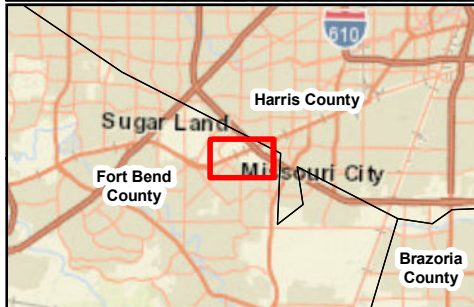 610
Harris County
Sugar Land
Missouri City
Fort Bend
County
Brazoria
County